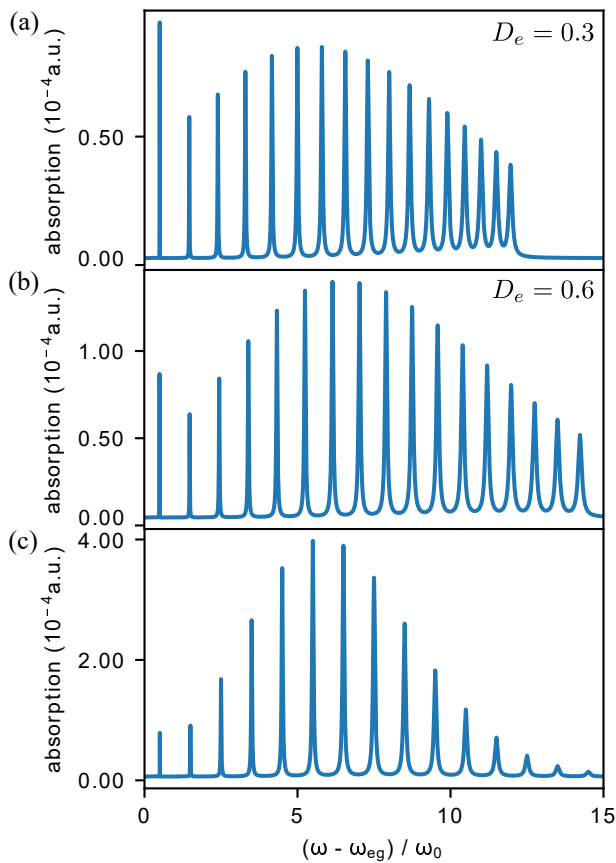 (a)
D_e = 0.3
absorption (10⁻⁴a.u.)
0.50
0.00
(b)
D_e = 0.6
absorption (10⁻⁴a.u.)
1.00
0.50
0.00
(c)
absorption (10⁻⁴a.u.)
4.00
2.00
0.00
0 5 10 15
(ω - ω_eg) / ω_0